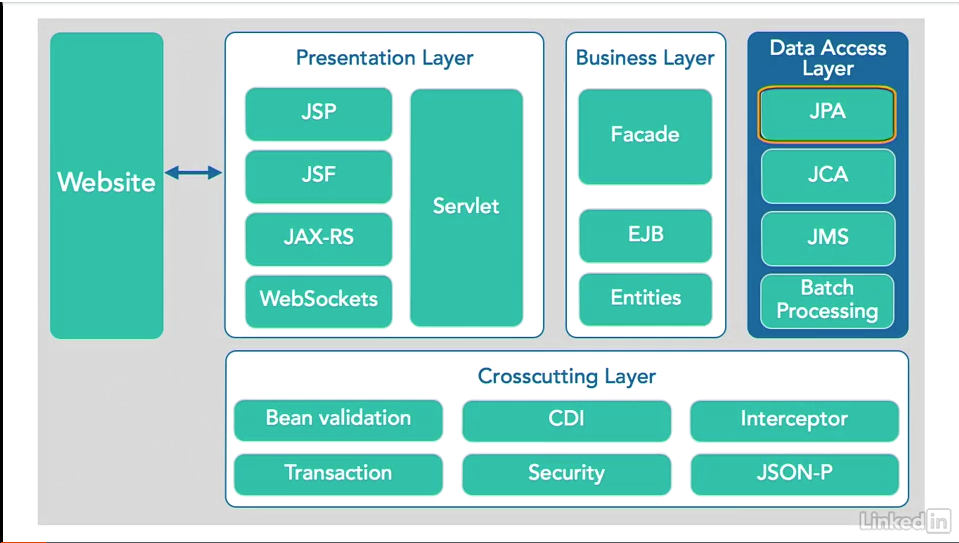 Website
Presentation Layer
JSP
JSF
JAX-RS
WebSockets
Servlet
Business Layer
Facade
EJB
Entities
Data Access
Layer
JPA
JCA
JMS
Batch
Processing
Crosscutting Layer
Bean validation
CDI
Interceptor
Transaction
Security
JSON-P
Linked in